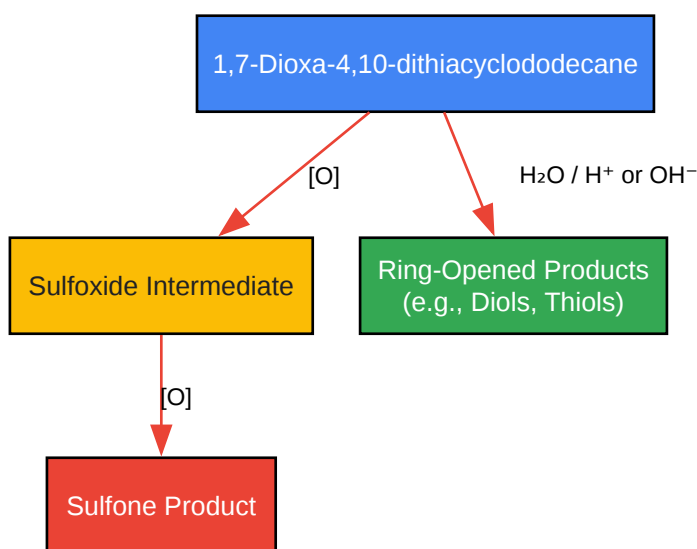 1,7-Dioxa-4,10-dithiacyclododecane
[O]
H₂O / H⁺ or OH⁻
Sulfoxide Intermediate
Ring-Opened Products
(e.g., Diols, Thiols)
[O]
Sulfone Product